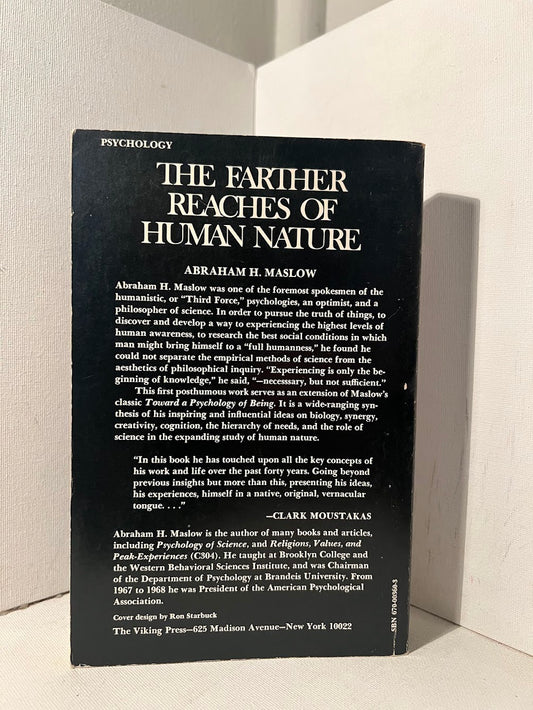 PSYCHOLOGY
THE FARTHER
REACHES OF
HUMAN NATURE
ABRAHAM H. MASLOW
Abraham H. Maslow was one of the foremost spokesmen of the
humanistic, or “Third Force,” psychologies, an optimist, and a
philosopher of science. In order to pursue the truth of things, to
discover and develop a way to experiencing the highest levels of
human awareness, to research the best social conditions in which
man might bring himself to a “full humanness,” he found he
could not separate the empirical methods of science from the
aesthetics of philosophical inquiry. “Experiencing is only the be-
ginning of knowledge,” he said, “—necessary, but not sufficient.”
This first posthumous work serves as an extension of Maslow’s
classic Toward a Psychology of Being. It is a wide-ranging syn-
thesis of his inspiring and influential ideas on biology, synergy,
creativity, cognition, the hierarchy of needs, and the role of
science in the expanding study of human nature.
“In this book he has touched upon all the key concepts of
his work and life over the past forty years. Going beyond
previous insights but more than this, presenting his ideas,
his experiences, himself in a native, original, vernacular
tongue. . . .”
—CLARK MOUSTAKAS
Abraham H. Maslow is the author of many books and articles,
including Psychology of Science, and Religions, Values, and
Peak-Experiences (C304). He taught at Brooklyn College and
the Western Behavioral Sciences Institute, and was Chairman
of the Department of Psychology at Brandeis University. From
1967 to 1968 he was President of the American Psychological
Association.
Cover design by Ron Starbuck
The Viking Press—625 Madison Avenue—New York 10022
SBN 670-00360-3